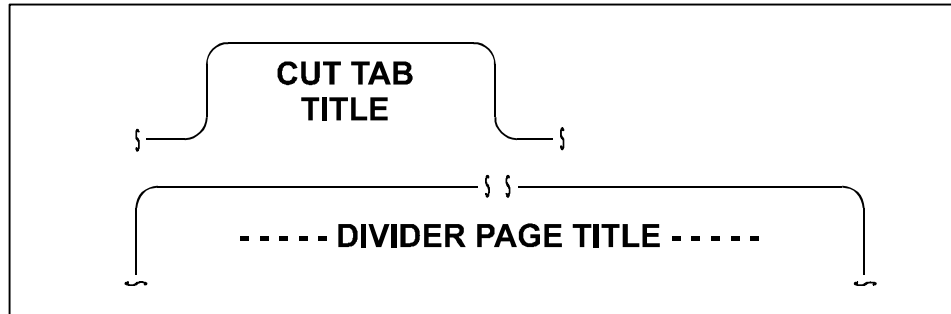 CUT TAB
TITLE
- - - - - DIVIDER PAGE TITLE - - - - -